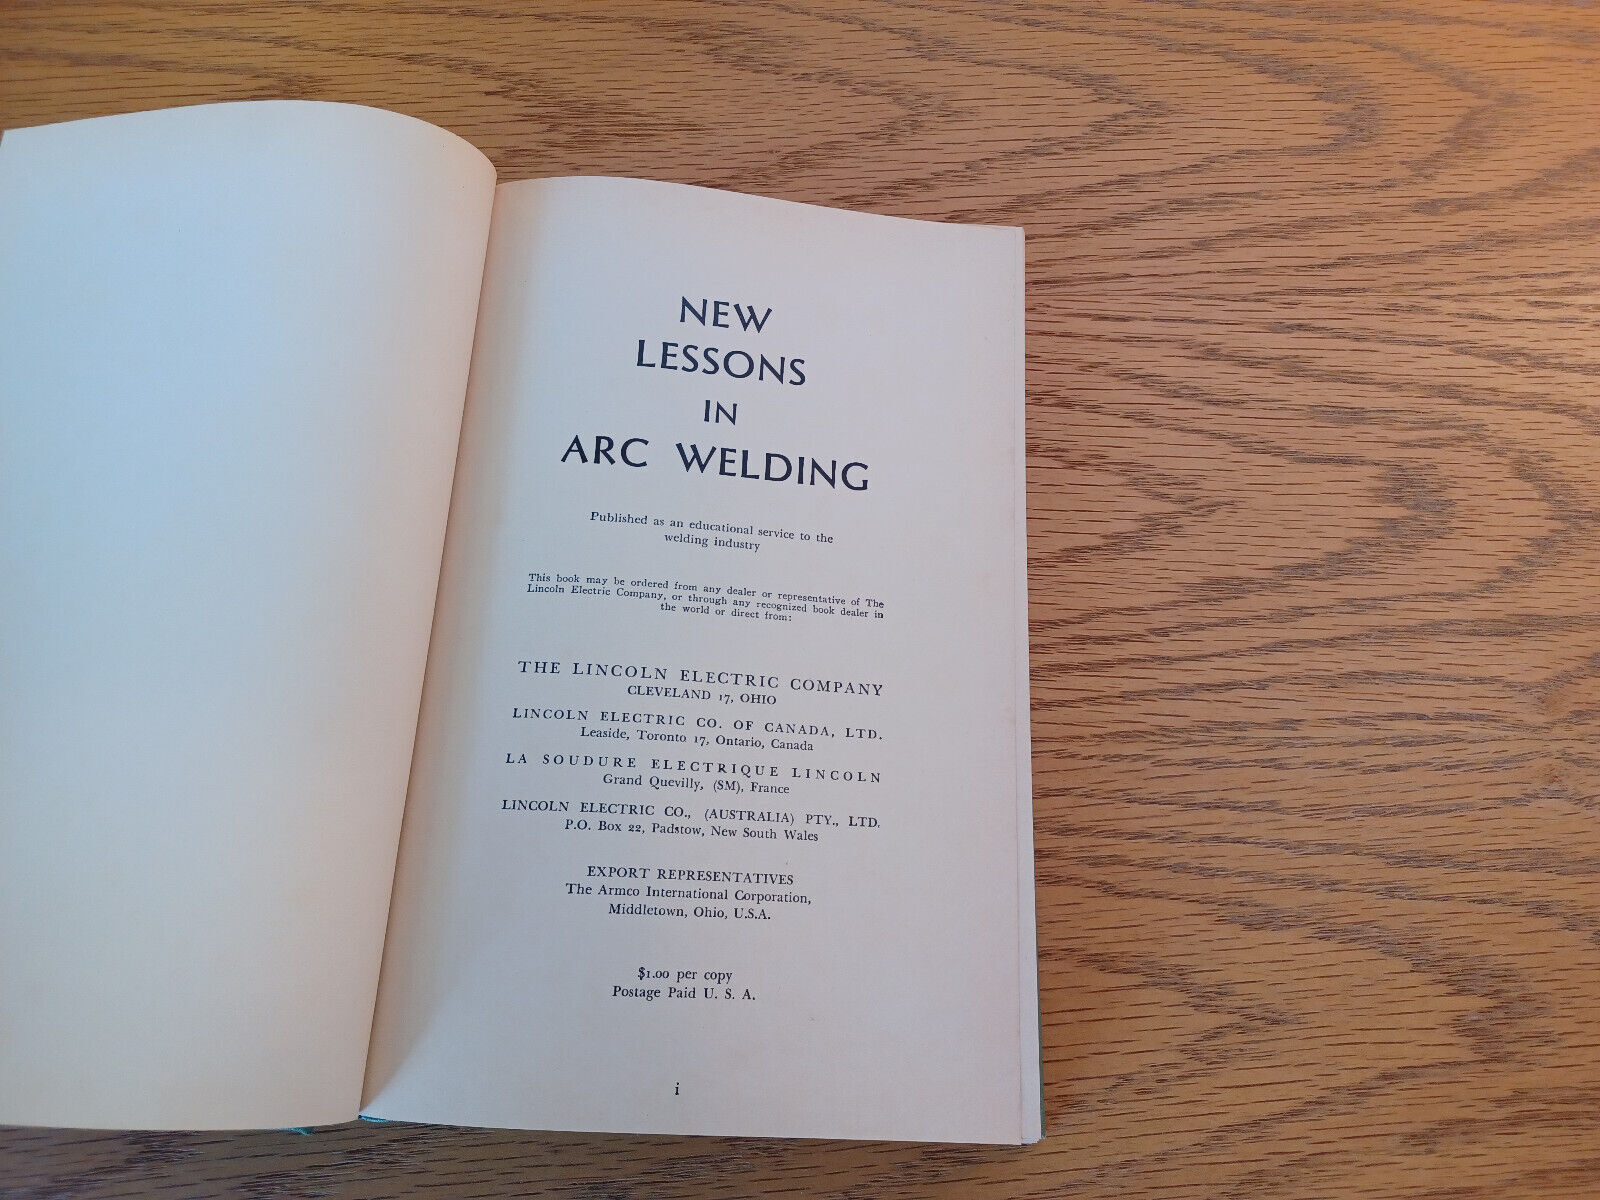 NEW
LESSONS
IN
ARC WELDING
Published as an educational service to the
welding industry
This book may be ordered from any dealer or representative of The
Lincoln Electric Company, or through any recognized book dealer in
the world or direct from:
THE LINCOLN ELECTRIC COMPANY
CLEVELAND 17, OHIO
LINCOLN ELECTRIC CO. OF CANADA, LTD.
Leaside, Toronto 17, Ontario, Canada
LA SOUDURE ELECTRIQUE LINCOLN
Grand Quevilly, (SM), France
LINCOLN ELECTRIC CO., (AUSTRALIA) PTY., LTD.
P.O. Box 22, Padstow, New South Wales
EXPORT REPRESENTATIVES
The Armco International Corporation,
Middletown, Ohio, U.S.A.
$1.00 per copy
Postage Paid U. S. A.
i